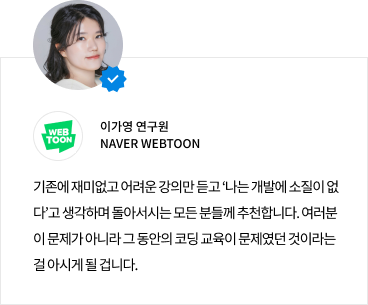 WEB
TOON
이가영 연구원
NAVER WEBTOON
기존에 재미없고 어려운 강의만 듣고 ‘나는 개발에 소질이 없
다’고 생각하며 돌아서시는 모든 분들께 추천합니다. 여러분
이 문제가 아니라 그 동안의 코딩 교육이 문제였던 것이라는
걸 아시게 될 겁니다.